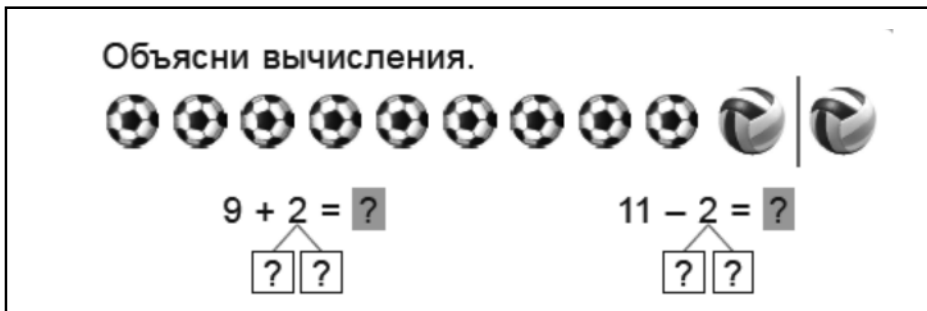 Объясни вычисления.
9 + 2 = ?
? ?
11 – 2 = ?
? ?